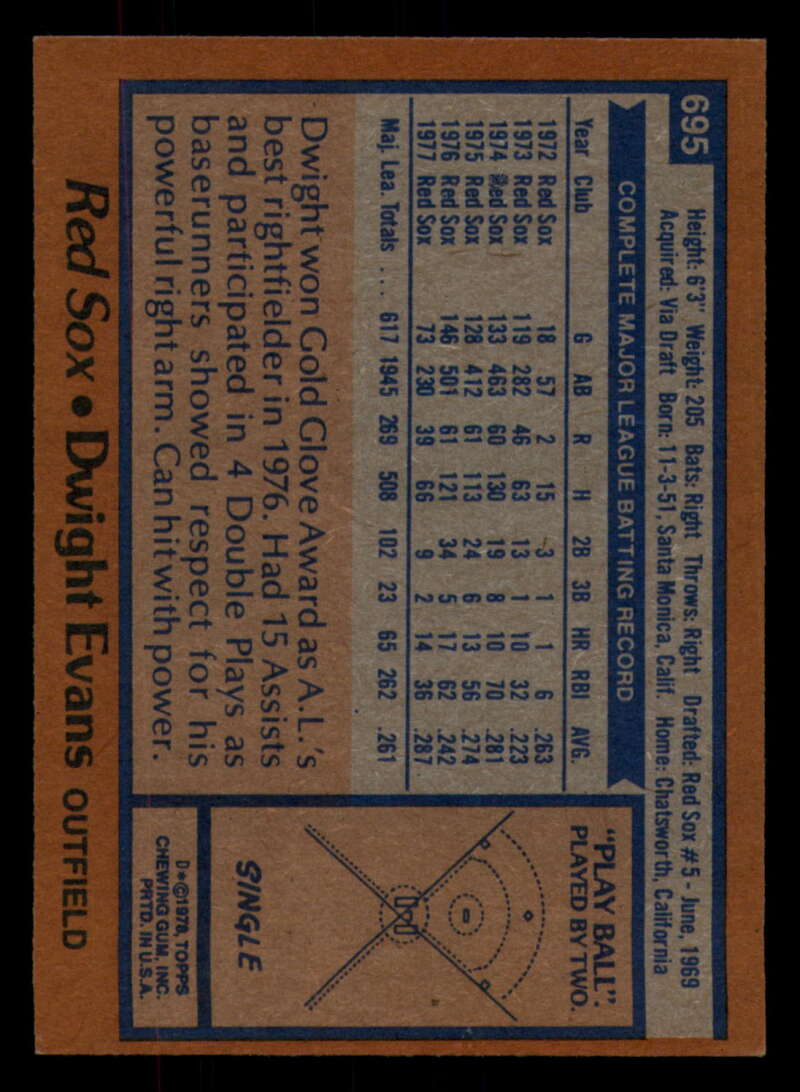 695
Height: 6'3" Weight: 205 Bats: Right Throws: Right Drafted: Red Sox #5 - June, 1969
Acquired: Via Draft Born: 11-3-51, Santa Monica, Calif. Home: Chatsworth, California
COMPLETE MAJOR LEAGUE BATTING RECORD
Year Club G AB R H 2B 3B HR RBI AVG.
1972 Red Sox 18 57 2 15 3 1 1 6 .263
1973 Red Sox 119 282 46 63 13 1 10 32 .223
1974 Red Sox 133 463 60 130 19 8 10 70 .281
1975 Red Sox 128 412 61 113 24 6 13 56 .274
1976 Red Sox 146 501 61 121 34 5 17 62 .242
1977 Red Sox 73 230 39 66 9 2 14 36 .287
Maj. Lea. Totals .... 617 1945 269 508 102 23 65 262 .261
Dwight won Gold Glove Award as A.L.'s
best rightfielder in 1976. Had 15 Assists
and participated in 4 Double Plays as
baserunners showed respect for his
powerful right arm. Can hit with power.
"PLAY BALL":
PLAYED BY TWO.
SINGLE
D*©1978, TOPPS
CHEWING GUM, INC.
PRTD. IN U.S.A.
Red Sox • Dwight Evans OUTFIELD